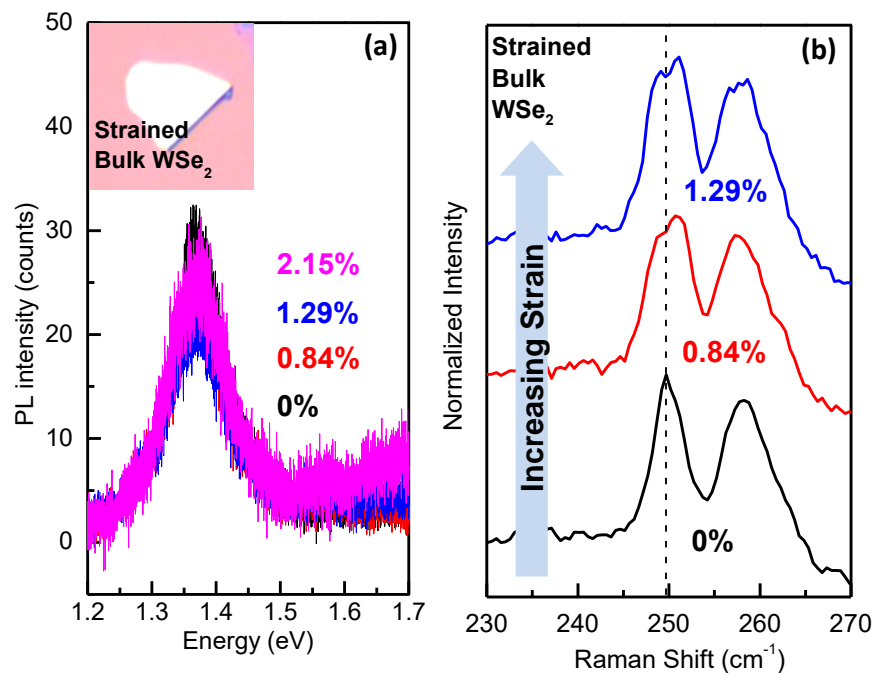 (a)
Strained
Bulk WSe2
2.15%
1.29%
0.84%
0%
PL intensity (counts)
50
40
30
20
10
0
1.2 1.3 1.4 1.5 1.6 1.7
Energy (eV)
(b)
Strained
Bulk
WSe2
1.29%
0.84%
0%
Increasing Strain
Normalized Intensity
230 240 250 260 270
Raman Shift (cm-1)